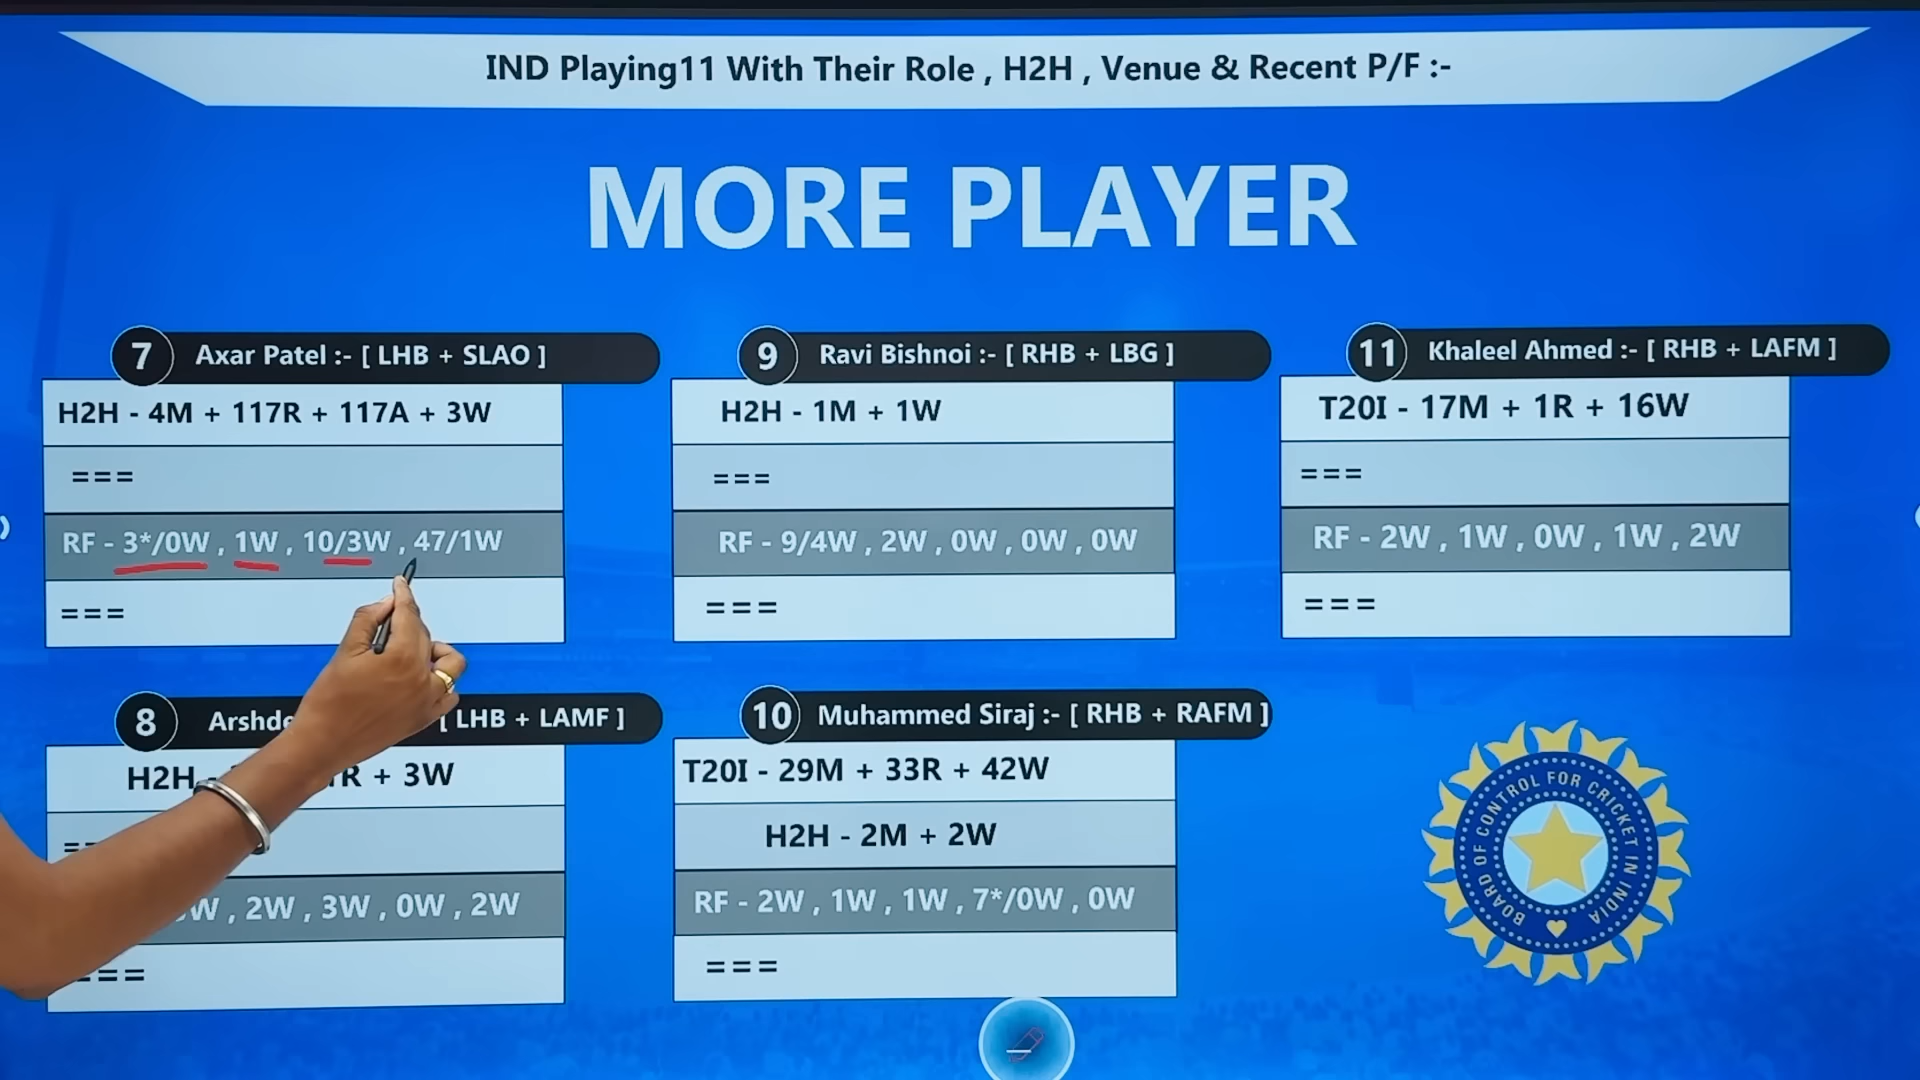 IND Playing11 With Their Role , H2H , Venue & Recent P/F :-
MORE PLAYER
7 Axar Patel :- [ LHB + SLAO ]
H2H - 4M + 117R + 117A + 3W
===
RF - 3*/0W , 1W , 10/3W , 47/1W
===
8 [ LHB + LAMF ]
H2H + 3W
, 2W , 3W , 0W , 2W
===
9 Ravi Bishnoi :- [ RHB + LBG ]
H2H - 1M + 1W
===
RF - 9/4W , 2W , 0W , 0W , 0W
===
10 Muhammed Siraj :- [ RHB + RAFM ]
T20I - 29M + 33R + 42W
H2H - 2M + 2W
RF - 2W , 1W , 1W , 7*/0W , 0W
===
11 Khaleel Ahmed :- [ RHB + LAFM ]
T20I - 17M + 1R + 16W
===
RF - 2W , 1W , 0W , 1W , 2W
===
BOARD OF CONTROL FOR CRICKET IN INDIA